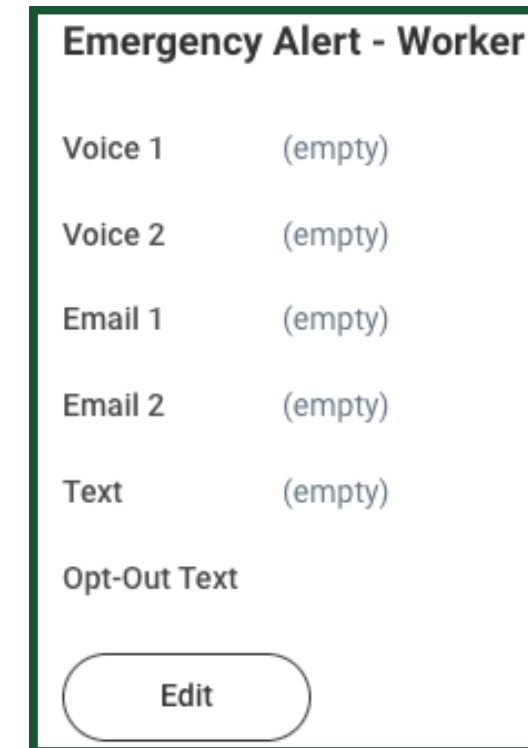 Emergency Alert - Worker
Voice 1 (empty)
Voice 2 (empty)
Email 1 (empty)
Email 2 (empty)
Text (empty)
Opt-Out Text
Edit